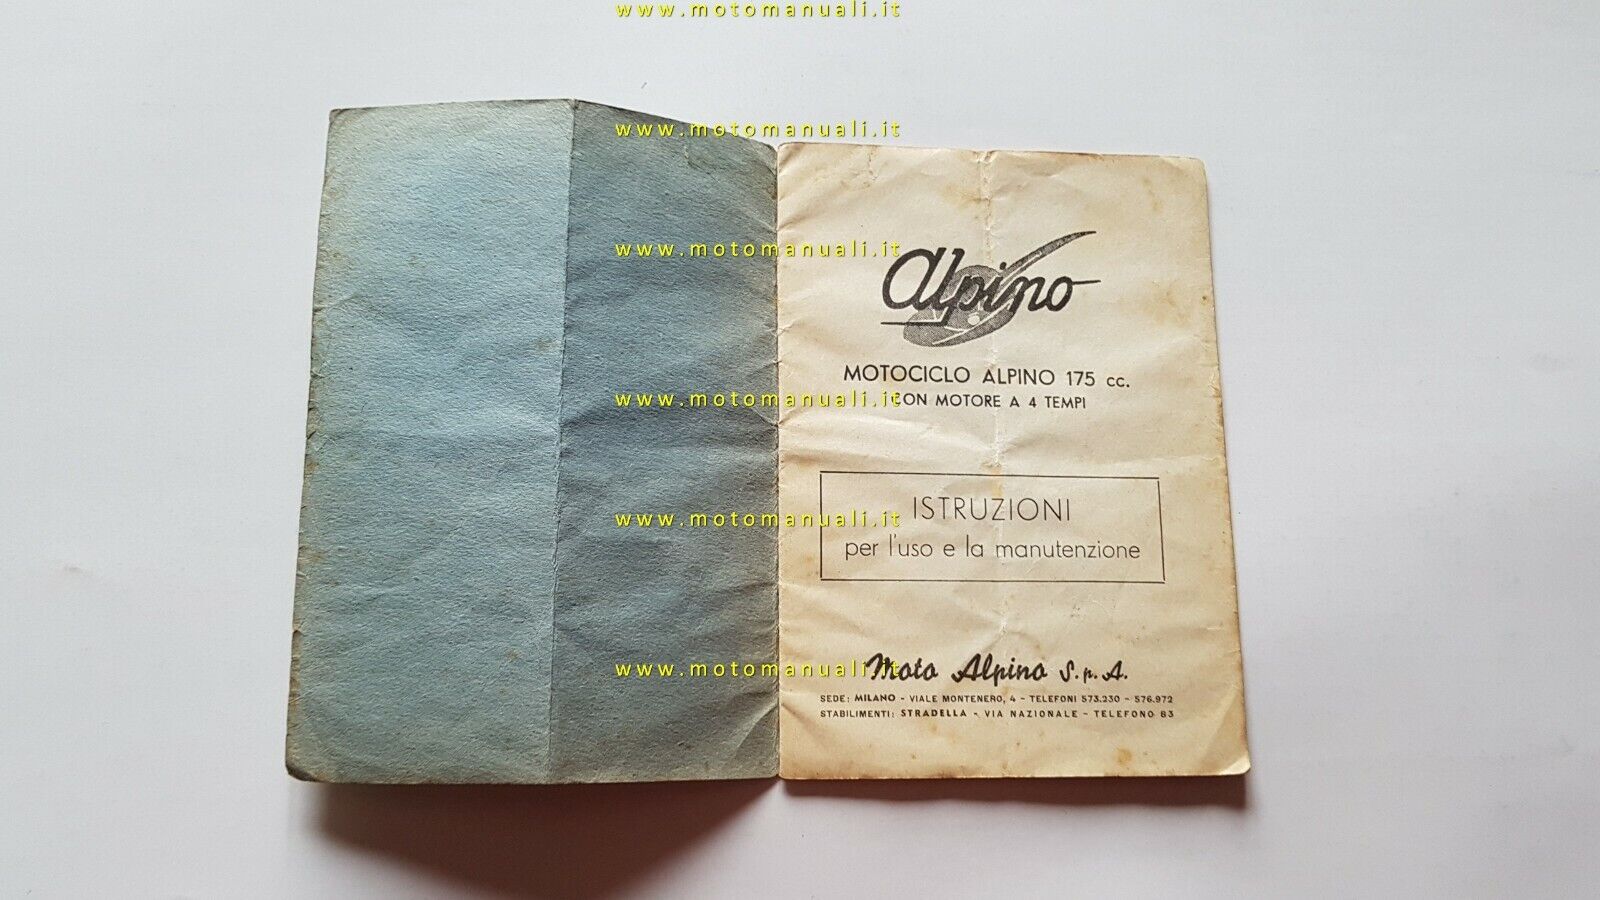 www.motomanuali.it
www.motomanuali.it
www.motomanuali.it
Alpino
MOTOCICLO ALPINO 175 cc.
www.motomanuali.it
CON MOTORE A 4 TEMPI
ISTRUZIONI
www.motomanuali.it
per l'uso e la manutenzione
www.motomanuali.it
Moto Alpino S.p.A.
SEDE: MILANO - VIALE MONTENERO, 4 - TELEFONI 573.230 - 576.972
STABILIMENTI: STRADELLA - VIA NAZIONALE - TELEFONO 83